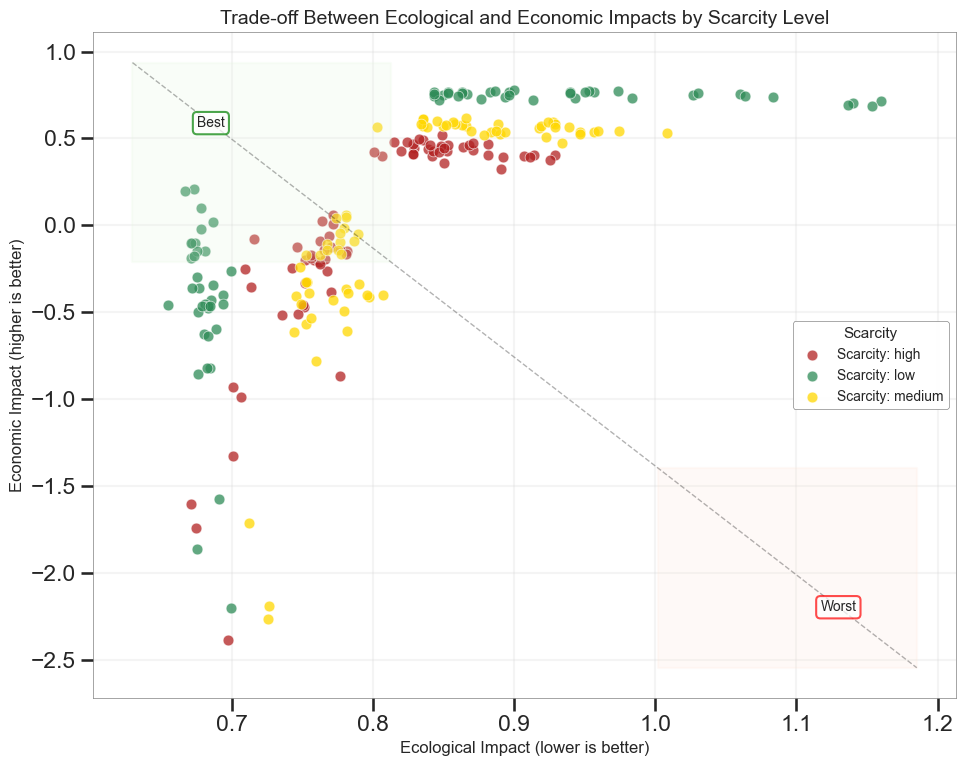 Trade-off Between Ecological and Economic Impacts by Scarcity Level
Economic Impact (higher is better)
1.0
0.5
0.0
−0.5
−1.0
−1.5
−2.0
−2.5
Best
Worst
Scarcity
Scarcity: high
Scarcity: low
Scarcity: medium
0.7 0.8 0.9 1.0 1.1 1.2
Ecological Impact (lower is better)